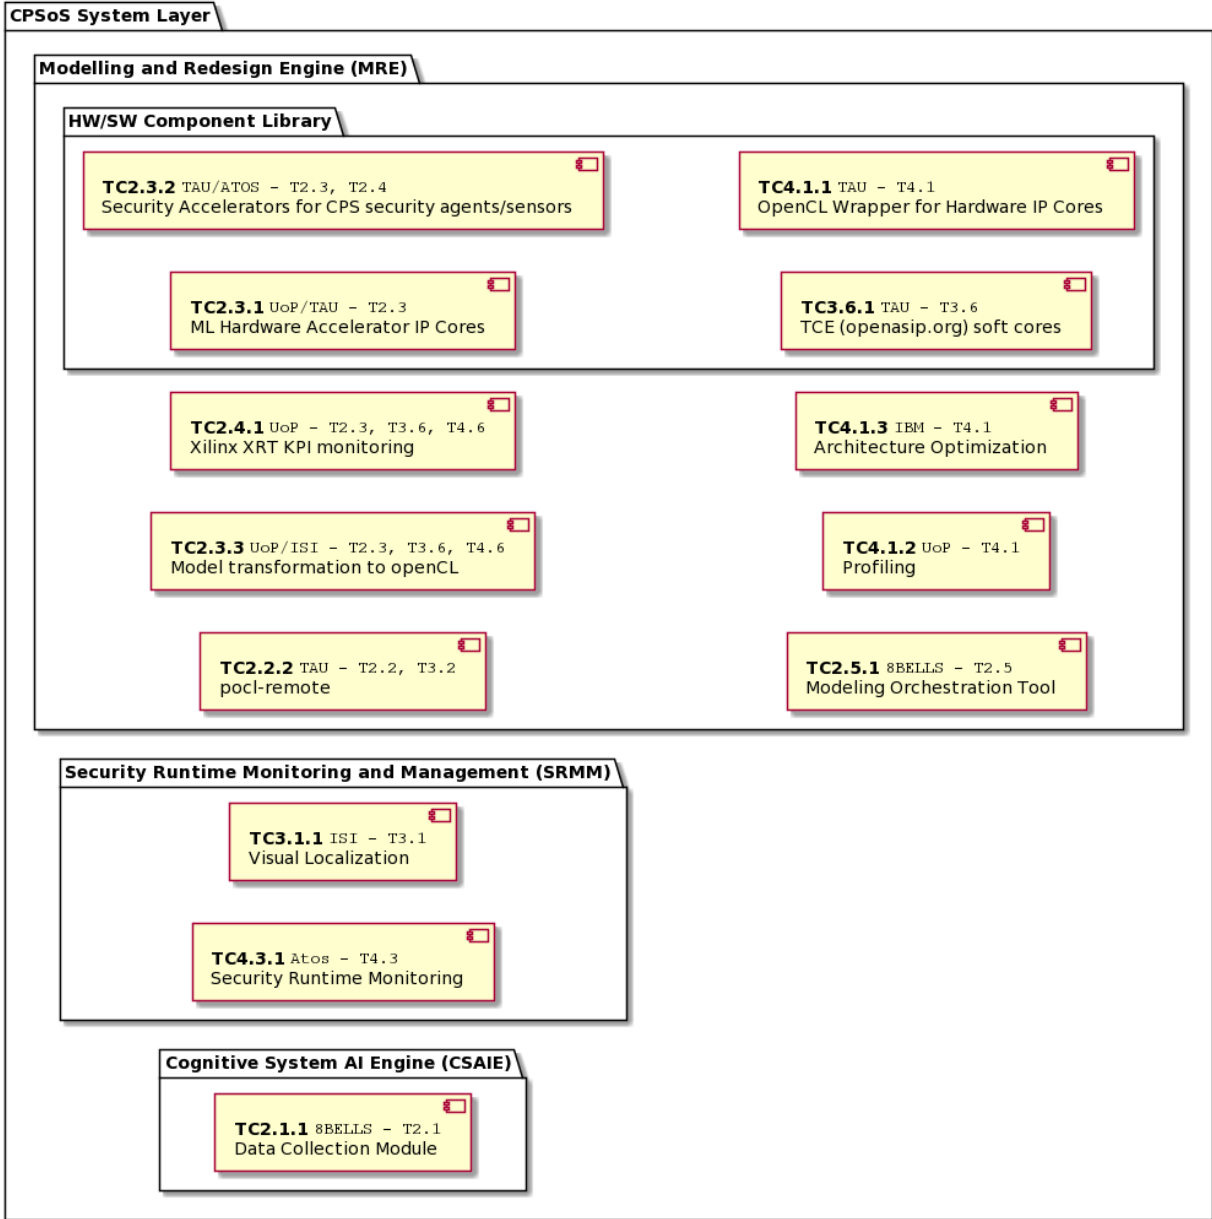 CPSoS System Layer
Modelling and Redesign Engine (MRE)
HW/SW Component Library
TC2.3.2 TAU/ATOS - T2.3, T2.4
Security Accelerators for CPS security agents/sensors
TC4.1.1 TAU - T4.1
OpenCL Wrapper for Hardware IP Cores
TC2.3.1 UoP/TAU - T2.3
ML Hardware Accelerator IP Cores
TC3.6.1 TAU - T3.6
TCE (openasip.org) soft cores
TC2.4.1 UoP - T2.3, T3.6, T4.6
Xilinx XRT KPI monitoring
TC4.1.3 IBM - T4.1
Architecture Optimization
TC2.3.3 UoP/ISI - T2.3, T3.6, T4.6
Model transformation to openCL
TC4.1.2 UoP - T4.1
Profiling
TC2.2.2 TAU - T2.2, T3.2
pocl-remote
TC2.5.1 8BELLS - T2.5
Modeling Orchestration Tool
Security Runtime Monitoring and Management (SRMM)
TC3.1.1 ISI - T3.1
Visual Localization
TC4.3.1 Atos - T4.3
Security Runtime Monitoring
Cognitive System AI Engine (CSAIE)
TC2.1.1 8BELLS - T2.1
Data Collection Module